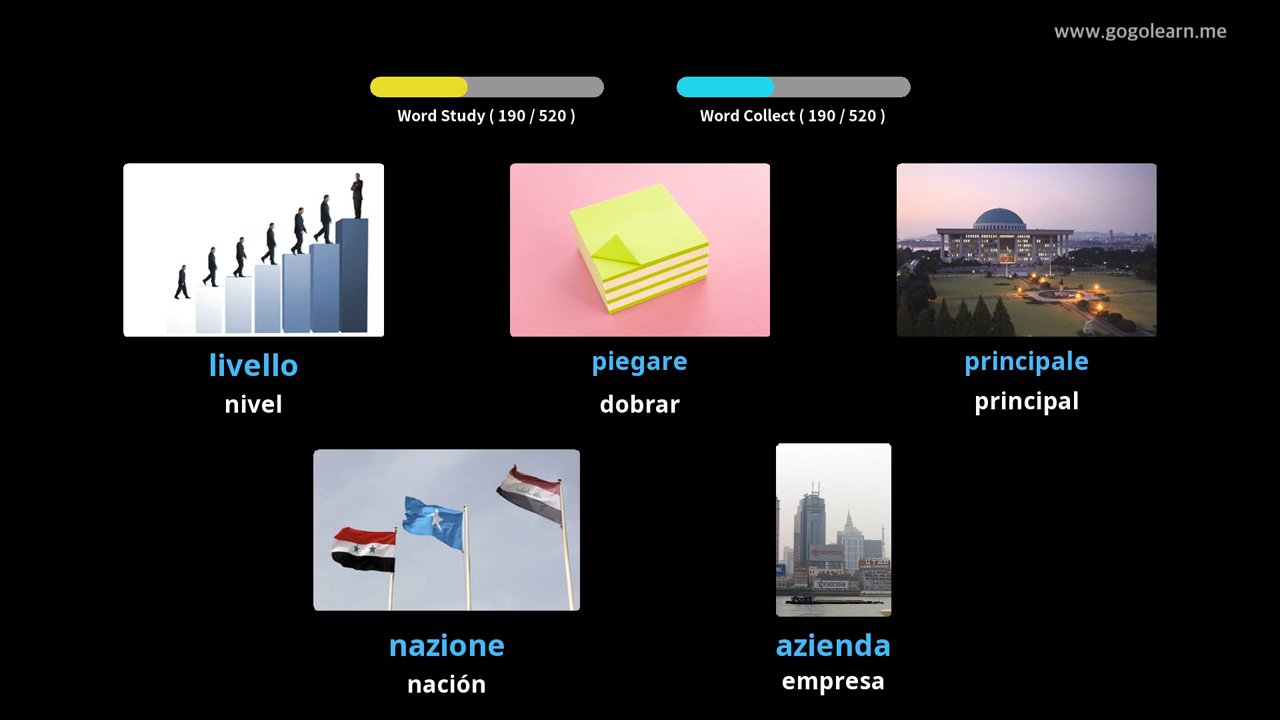 www.gogolearn.me
Word Study ( 190 / 520 )
Word Collect ( 190 / 520 )
livello
nivel
piegare
dobrar
principale
principal
nazione
nación
azienda
empresa